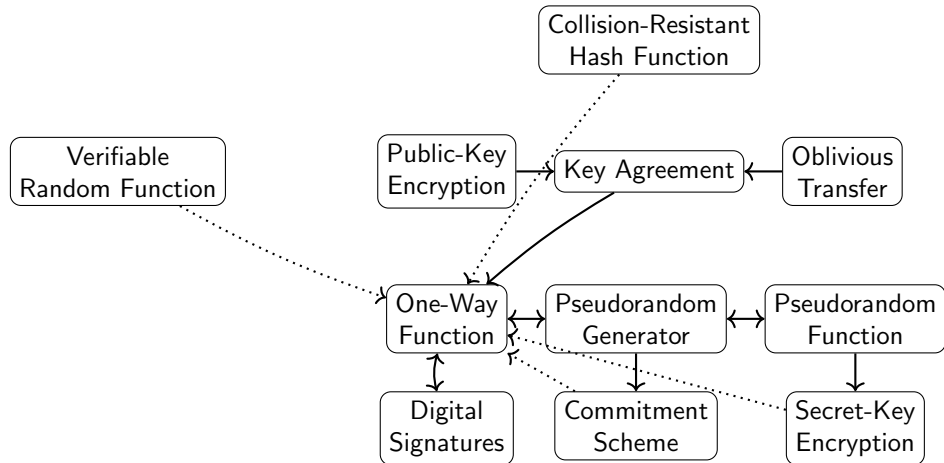 Collision-Resistant
Hash Function
Verifiable
Random Function
Public-Key
Encryption
Key Agreement
Oblivious
Transfer
One-Way
Function
Pseudorandom
Generator
Pseudorandom
Function
Digital
Signatures
Commitment
Scheme
Secret-Key
Encryption